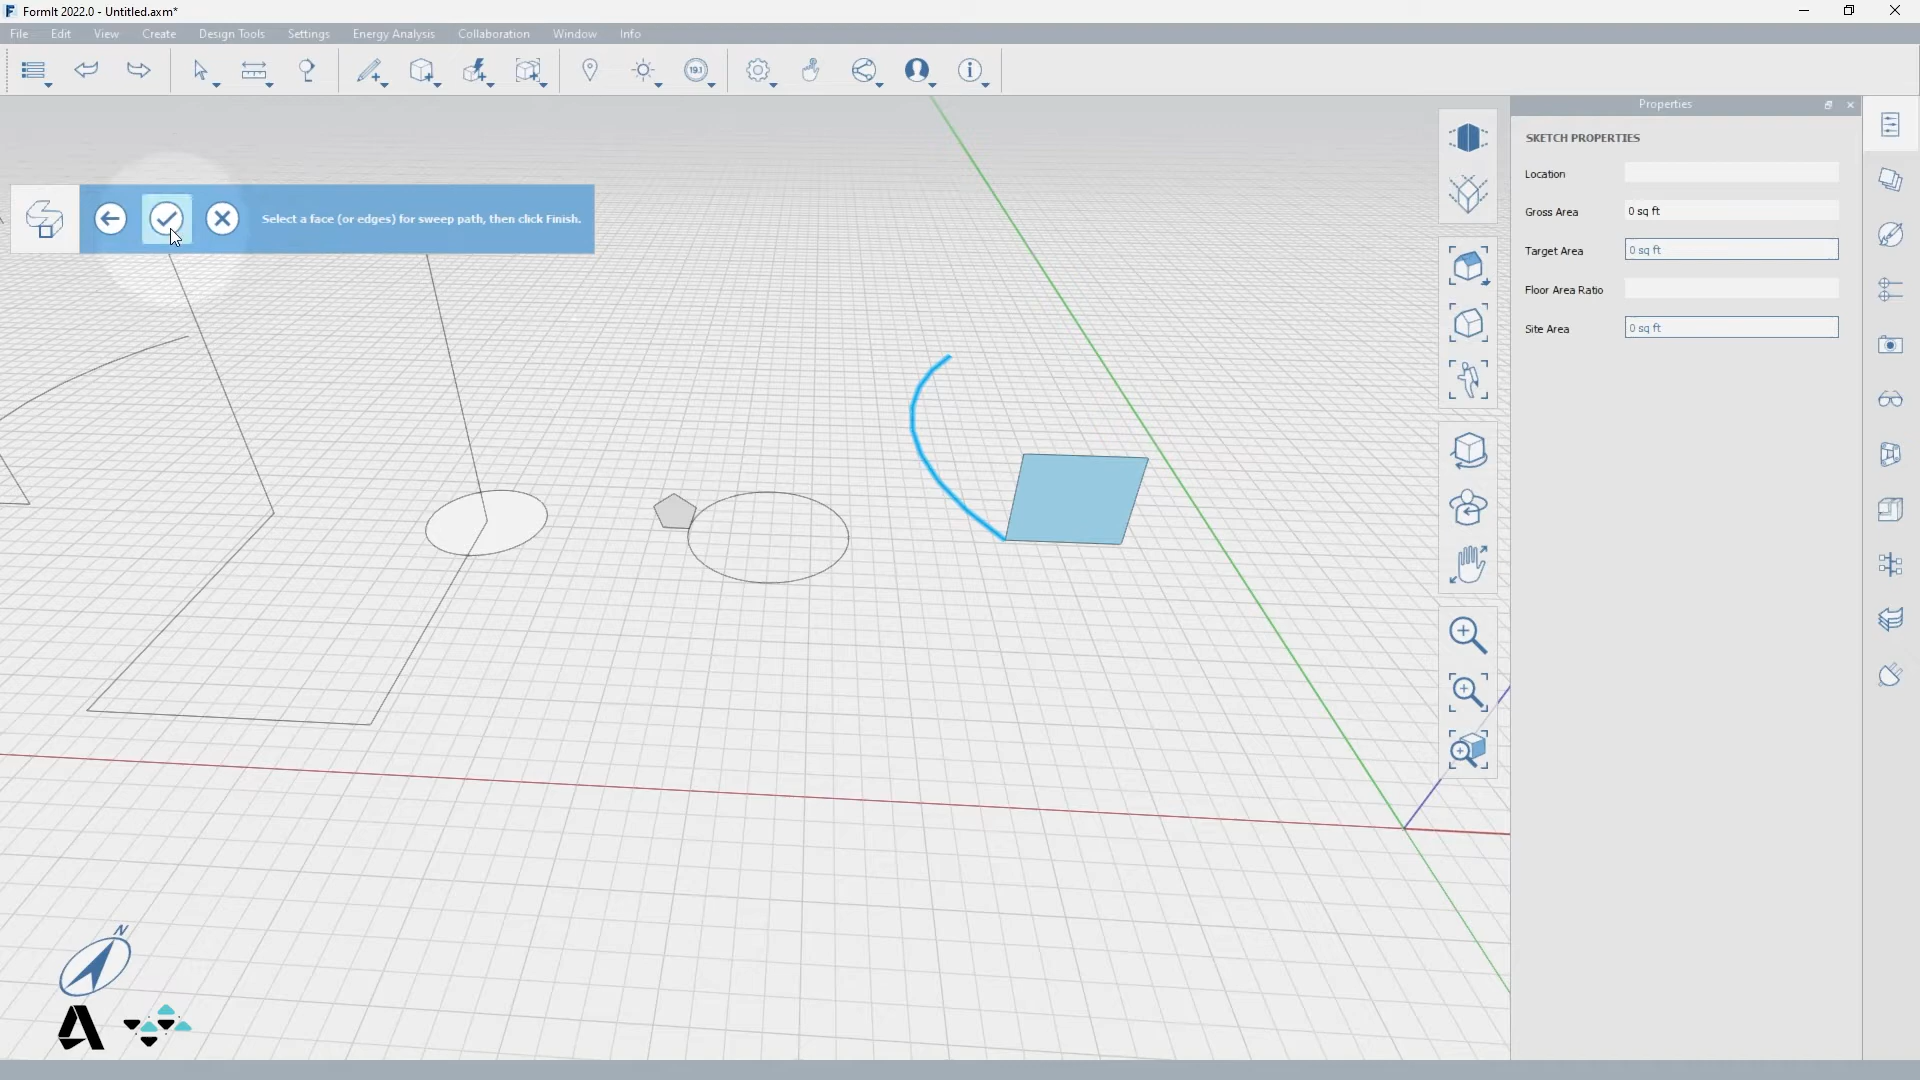 FormIt 2022.0 - Untitled.axm*
File Edit View Create Design Tools Settings Energy Analysis Collaboration Window Info
19.1
Properties
SKETCH PROPERTIES
Location
Gross Area 0 sq ft
Target Area 0 sq ft
Floor Area Ratio
Site Area 0 sq ft
Select a face (or edges) for sweep path, then click Finish.
N